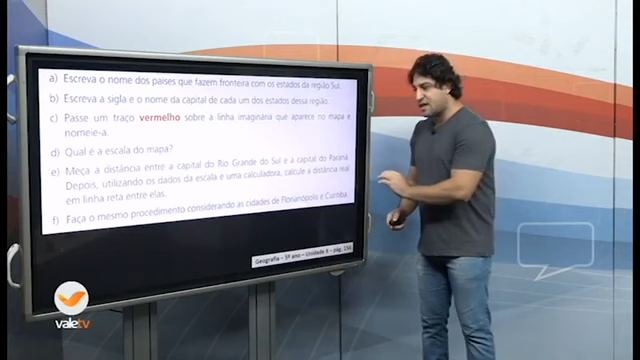 a) Escreva o nome dos países que fazem fronteira com os estados da região Sul.
b) Escreva a sigla e o nome da capital de cada um dos estados dessa região.
c) Passe um traço vermelho sobre a linha imaginária que aparece no mapa e
nomeie-a.
d) Qual é a escala do mapa?
e) Meça a distância entre a capital do Rio Grande do Sul e a capital do Paraná.
Depois, utilizando os dados da escala e uma calculadora, calcule a distância real
em linha reta entre elas.
f) Faça o mesmo procedimento considerando as cidades de Florianópolis e Curitiba.
Geografia – 5º ano – Unidade 8 – pág. 156
valetv